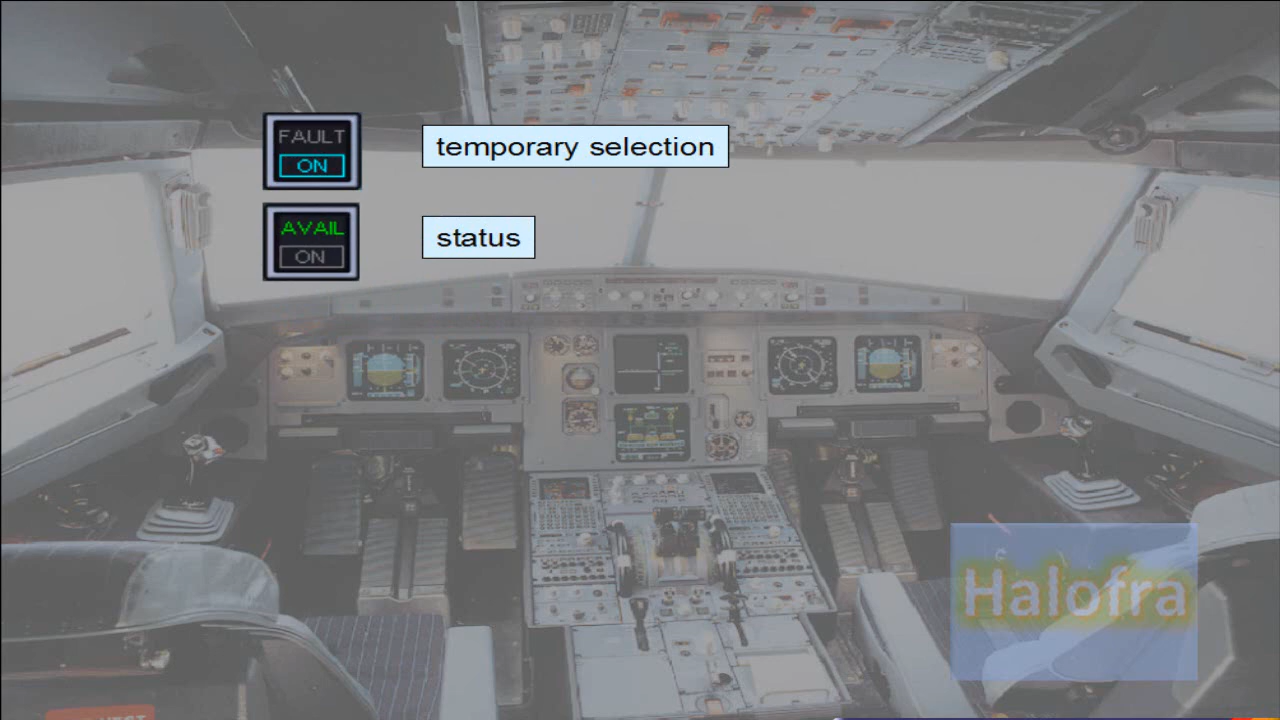 FAULT
ON
temporary selection
AVAIL
ON
status
Halofra